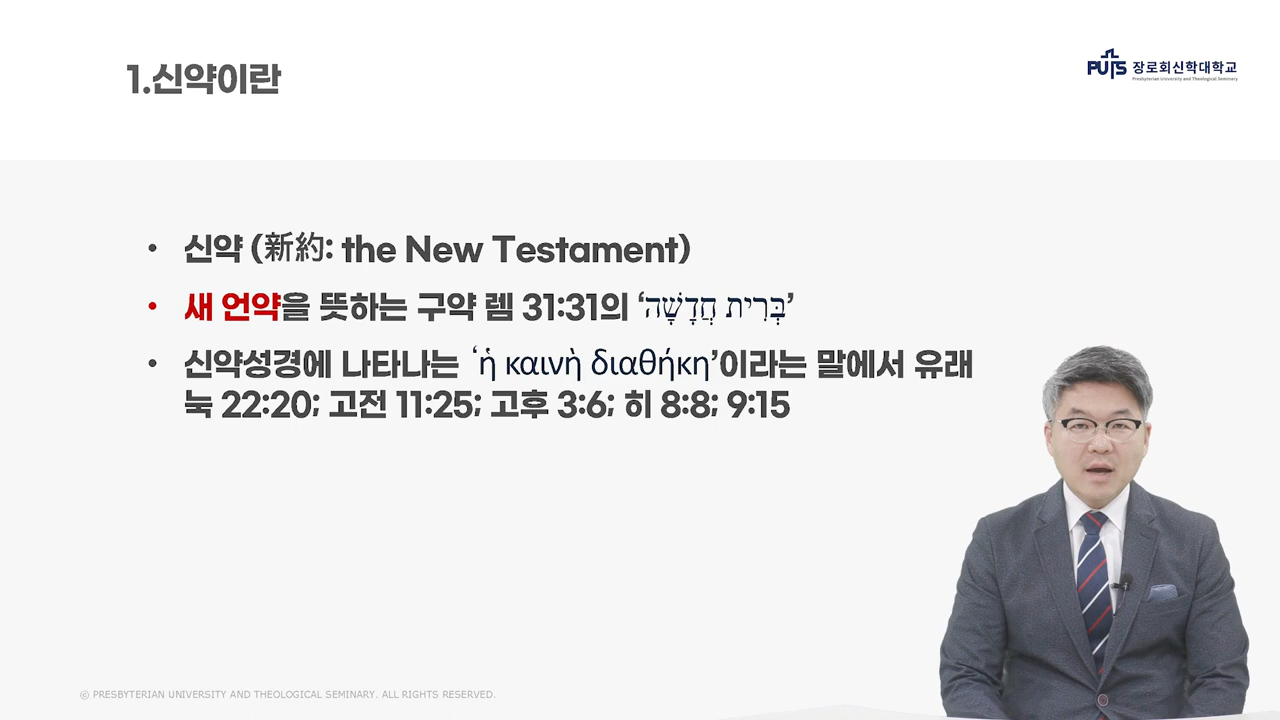 1.신약이란
PUTS 장로회신학대학교
Presbyterian University and Theological Seminary
• 신약 (新約: the New Testament)
• 새 언약을 뜻하는 구약 렘 31:31의 ‘בְּרִית חֲדָשָׁה’
• 신약성경에 나타나는 ‘ἡ καινὴ διαθήκη’이라는 말에서 유래
눅 22:20; 고전 11:25; 고후 3:6; 히 8:8; 9:15
© PRESBYTERIAN UNIVERSITY AND THEOLOGICAL SEMINARY. ALL RIGHTS RESERVED.